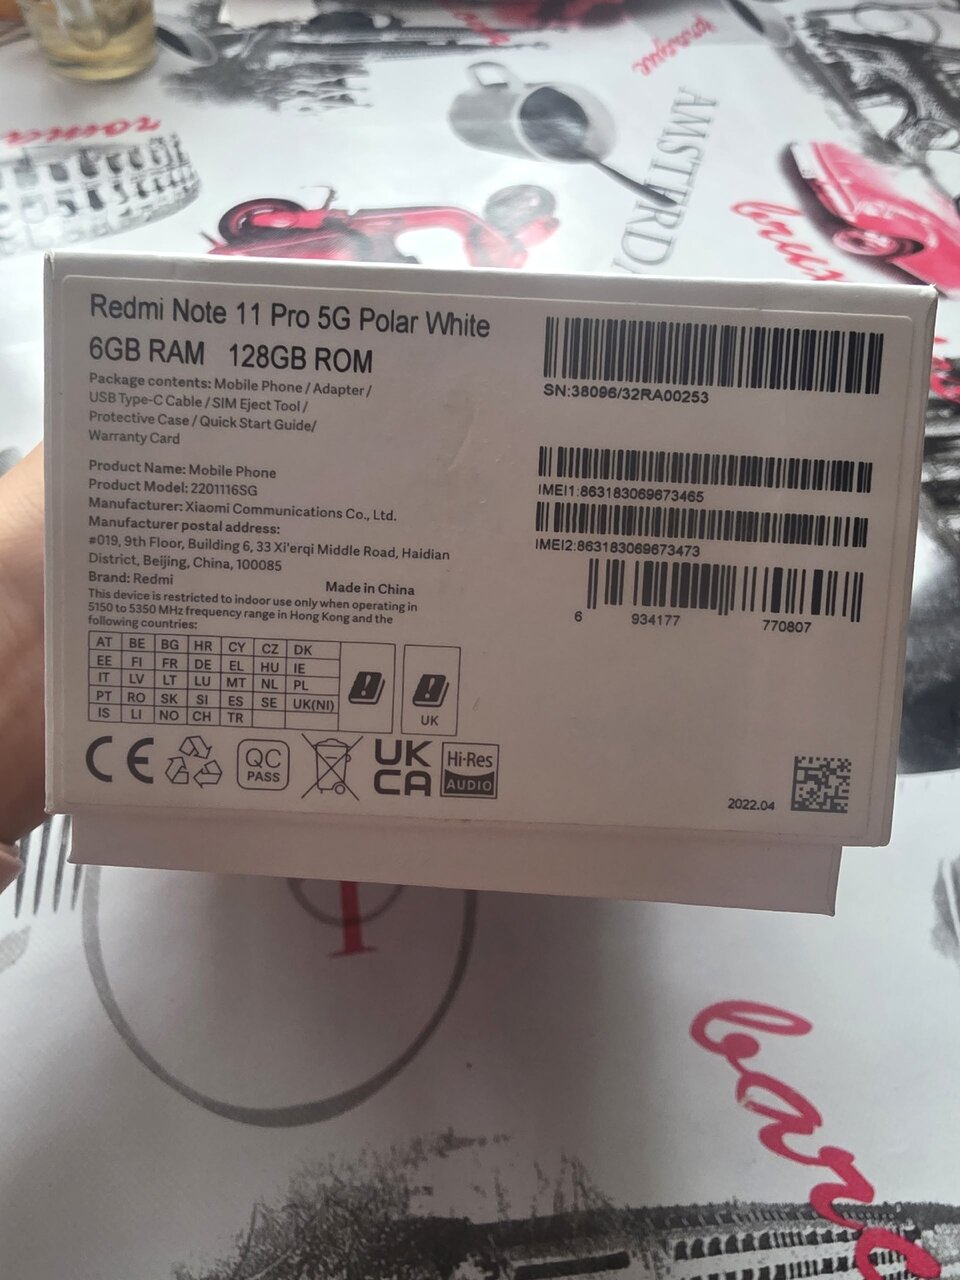 roma
bonjour
AMSTRDA
brux
Redmi Note 11 Pro 5G Polar White
6GB RAM 128GB ROM
Package contents: Mobile Phone / Adapter /
USB Type-C Cable / SIM Eject Tool /
Protective Case / Quick Start Guide/
Warranty Card
Product Name: Mobile Phone
Product Model: 2201116SG
Manufacturer: Xiaomi Communications Co., Ltd.
Manufacturer postal address:
#019, 9th Floor, Building 6, 33 Xi'erqi Middle Road, Haidian
District, Beijing, China, 100085
Brand: Redmi
Made in China
This device is restricted to indoor use only when operating in
5150 to 5350 MHz frequency range in Hong Kong and the
following countries:
AT BE BG HR CY CZ DK
EE FI FR DE EL HU IE
IT LV LT LU MT NL PL
PT RO SK SI ES SE UK(NI)
IS LI NO CH TR
UK
CE
QC
PASS
UK
CA
Hi-Res
AUDIO
SN:38096/32RA00253
IMEI1:863183069673465
IMEI2:863183069673473
6 934177 770807
2022.04
barc